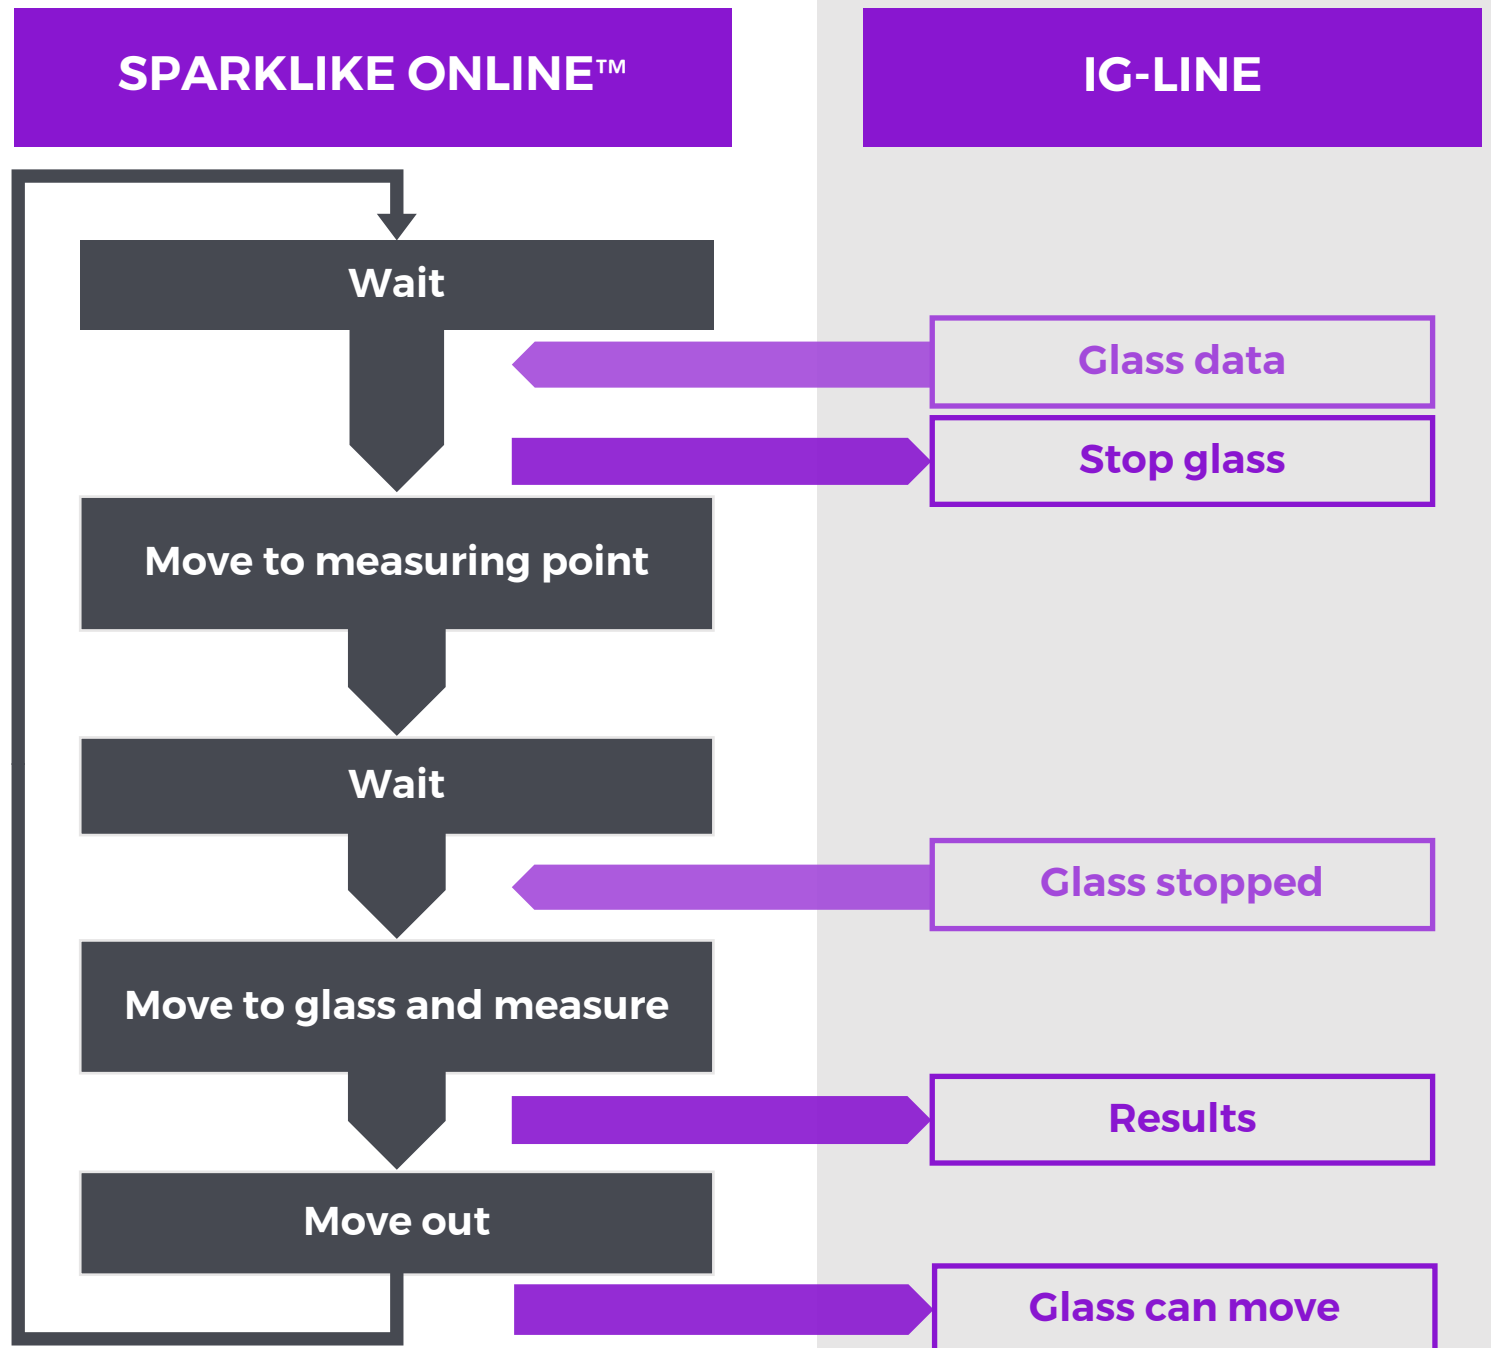 SPARKLIKE ONLINE™
IG-LINE
Wait
Glass data
Stop glass
Move to measuring point
Wait
Glass stopped
Move to glass and measure
Results
Move out
Glass can move